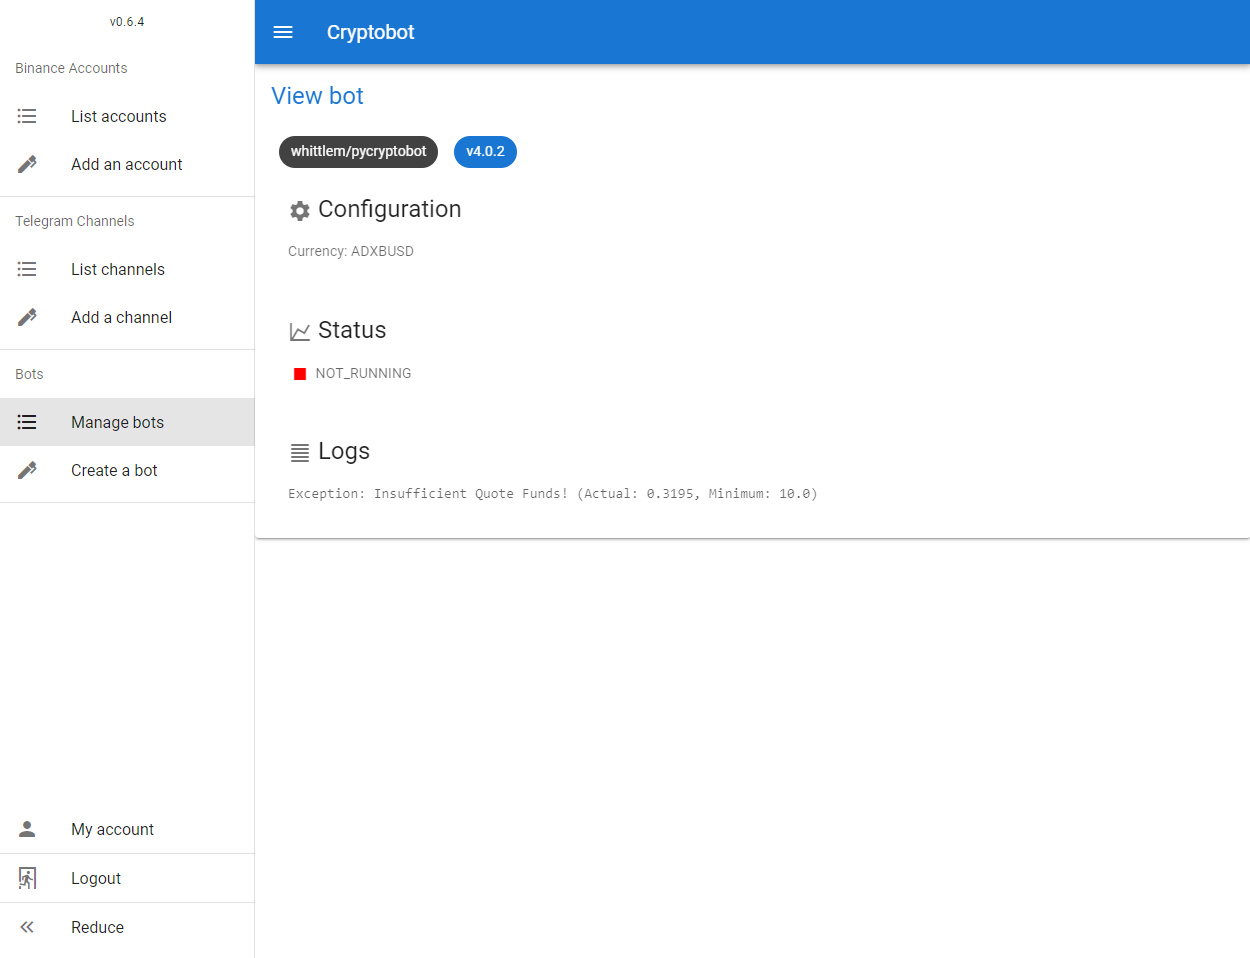 v0.6.4
Binance Accounts
List accounts
Add an account
Telegram Channels
List channels
Add a channel
Bots
Manage bots
Create a bot
My account
Logout
Reduce
Cryptobot
View bot
whittlem/pycryptobot v4.0.2
Configuration
Currency: ADXBUSD
Status
NOT_RUNNING
Logs
Exception: Insufficient Quote Funds! (Actual: 0.3195, Minimum: 10.0)